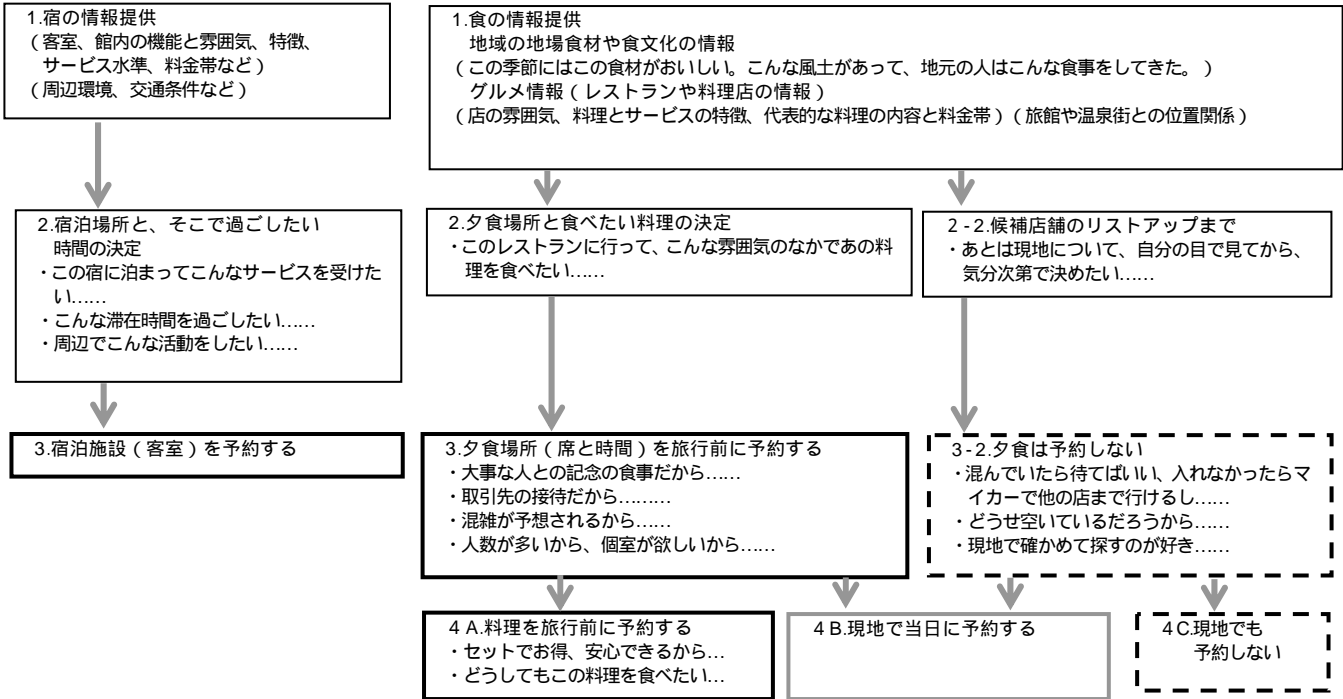 1.宿の情報提供
（客室、館内の機能と雰囲気、特徴、
サービス水準、料金帯など）
（周辺環境、交通条件など）
1.食の情報提供
地域の地場食材や食文化の情報
（この季節にはこの食材がおいしい。こんな風土があって、地元の人はこんな食事をしてきた。）
グルメ情報（レストランや料理店の情報）
（店の雰囲気、料理とサービスの特徴、代表的な料理の内容と料金帯）（旅館や温泉街との位置関係）
2.宿泊場所と、そこで過ごしたい
時間の決定
・この宿に泊まってこんなサービスを受けた
い……
・こんな滞在時間を過ごしたい……
・周辺でこんな活動をしたい……
2.夕食場所と食べたい料理の決定
・このレストランに行って、こんな雰囲気のなかであの料
理を食べたい……
2-2.候補店舗のリストアップまで
・あとは現地について、自分の目で見てから、
気分次第で決めたい……
3.宿泊施設（客室）を予約する
3.夕食場所（席と時間）を旅行前に予約する
・大事な人との記念の食事だから……
・取引先の接待だから………
・混雑が予想されるから……
・人数が多いから、個室が欲しいから……
3-2.夕食は予約しない
・混んでいたら待てばいい、入れなかったらマ
イカーで他の店まで行けるし……
・どうせ空いているだろうから……
・現地で確かめて探すのが好き……
4A.料理を旅行前に予約する
・セットでお得、安心できるから…
・どうしてもこの料理を食べたい…
4B.現地で当日に予約する
4C.現地でも
予約しない